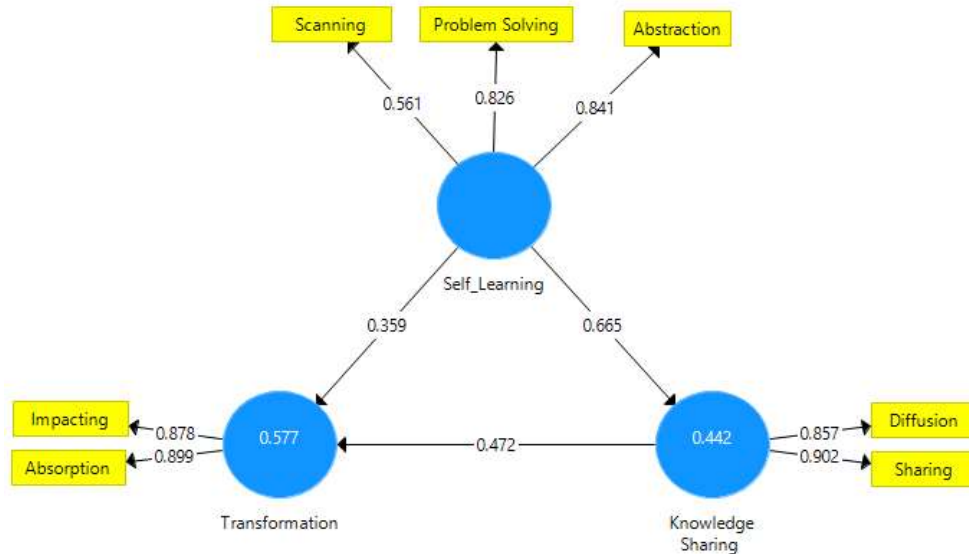 Scanning
Problem Solving
Abstraction
0.561
0.826
0.841
Self_Learning
0.359
0.665
Impacting
0.878
0.577
0.472
0.442
0.857
Diffusion
Absorption
0.899
0.902
Sharing
Transformation
Knowledge
Sharing